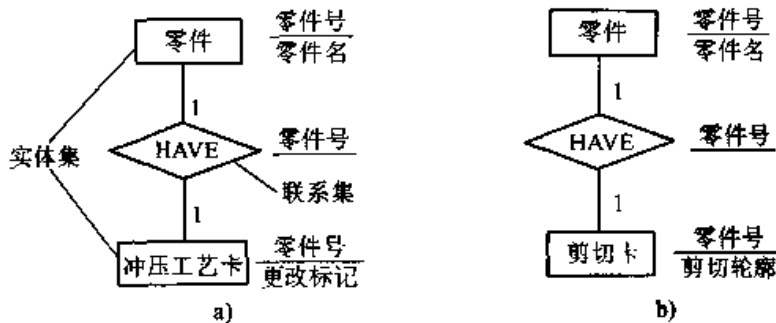 零件
零件号
零件名
1
HAVE
零件号
实体集
联系集
1
冲压工艺卡
零件号
更改标记
a)
零件
零件号
零件名
1
HAVE
零件号
1
剪切卡
零件号
剪切轮廓
b)